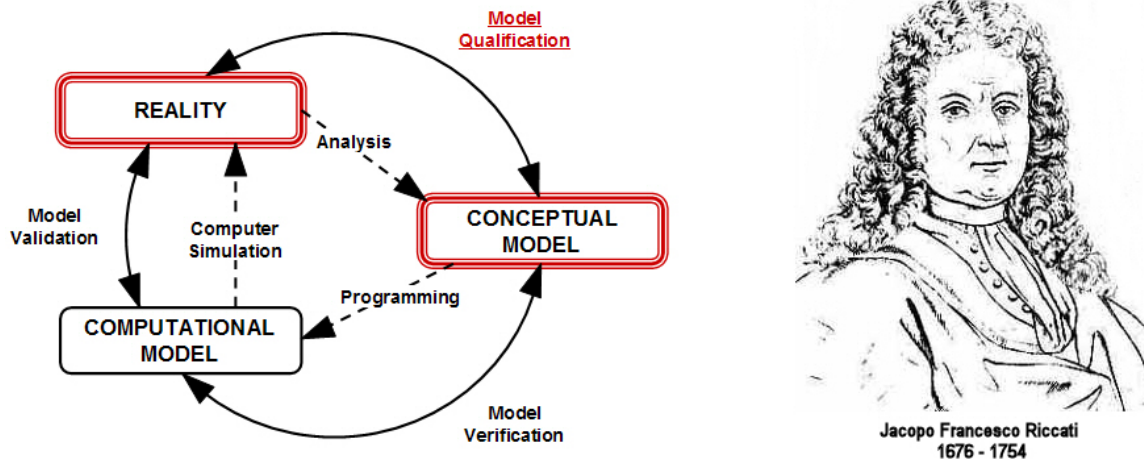 Model
Qualification
REALITY
Analysis
Model
Validation
Computer
Simulation
CONCEPTUAL
MODEL
Programming
COMPUTATIONAL
MODEL
Model
Verification
Jacopo Francesco Riccati
1676 - 1754